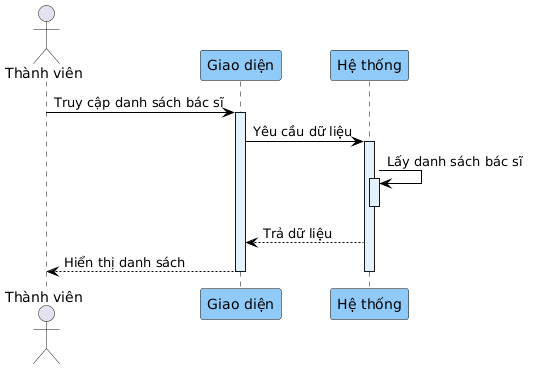 Thành viên
Giao diện
Hệ thống
Truy cập danh sách bác sĩ
Yêu cầu dữ liệu
Lấy danh sách bác sĩ
Trả dữ liệu
Hiển thị danh sách
Thành viên
Giao diện
Hệ thống